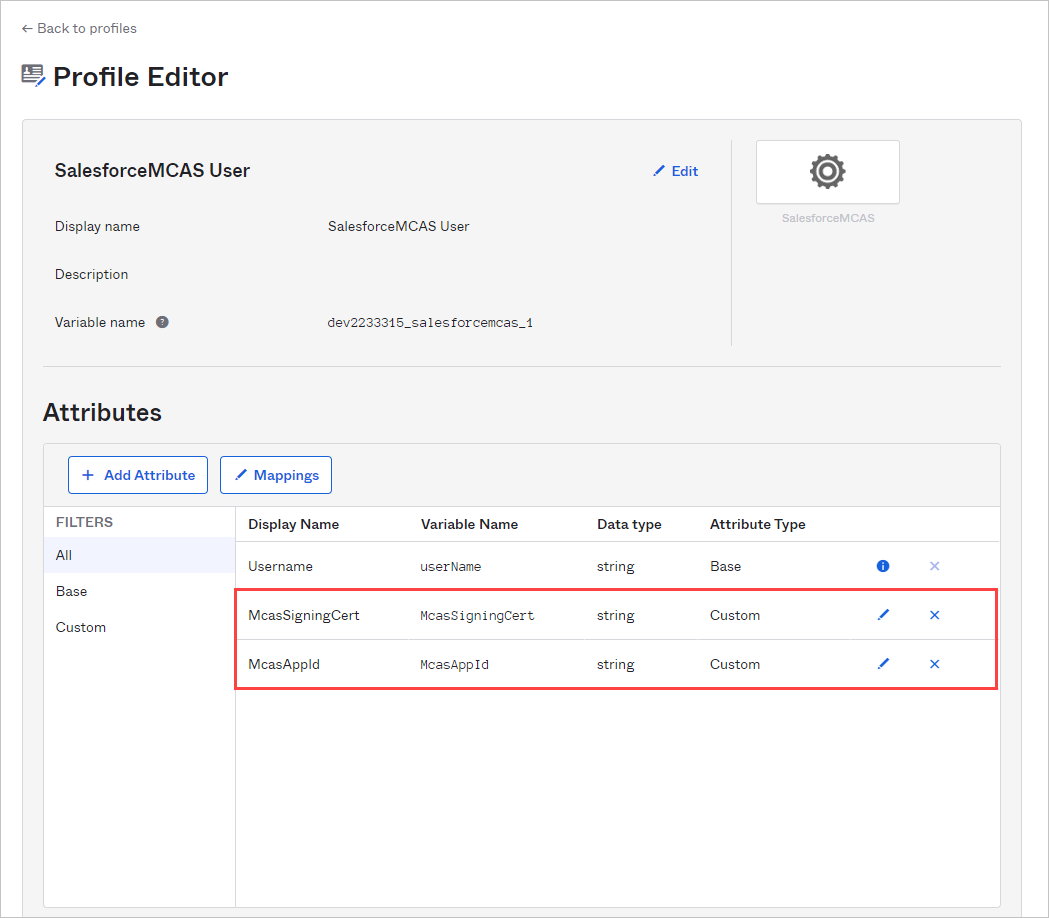 ← Back to profiles
Profile Editor
SalesforceMCAS User
Edit
SalesforceMCAS
Display name SalesforceMCAS User
Description
Variable name ? dev2233315_salesforcemcas_1
Attributes
+ Add Attribute Mappings
FILTERS
All
Base
Custom
Display Name Variable Name Data type Attribute Type
Username userName string Base
McasSigningCert McasSigningCert string Custom
McasAppId McasAppId string Custom